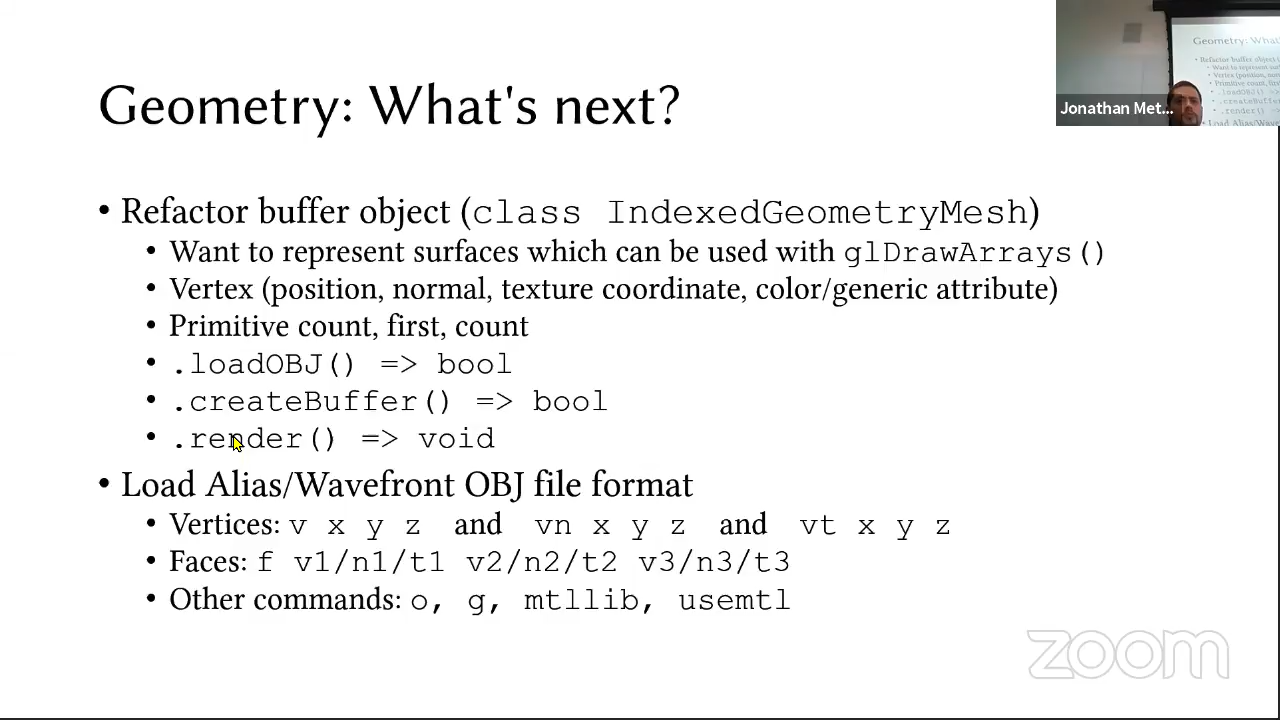 Geometry: What's next?
• Refactor buffer object (class IndexedGeometryMesh)
• Want to represent surfaces which can be used with glDrawArrays()
• Vertex (position, normal, texture coordinate, color/generic attribute)
• Primitive count, first, count
• .loadOBJ() => bool
• .createBuffer() => bool
• .render() => void
• Load Alias/Wavefront OBJ file format
• Vertices: v x y z and vn x y z and vt x y z
• Faces: f v1/n1/t1 v2/n2/t2 v3/n3/t3
• Other commands: o, g, mtllib, usemtl
Jonathan Met...
zoom